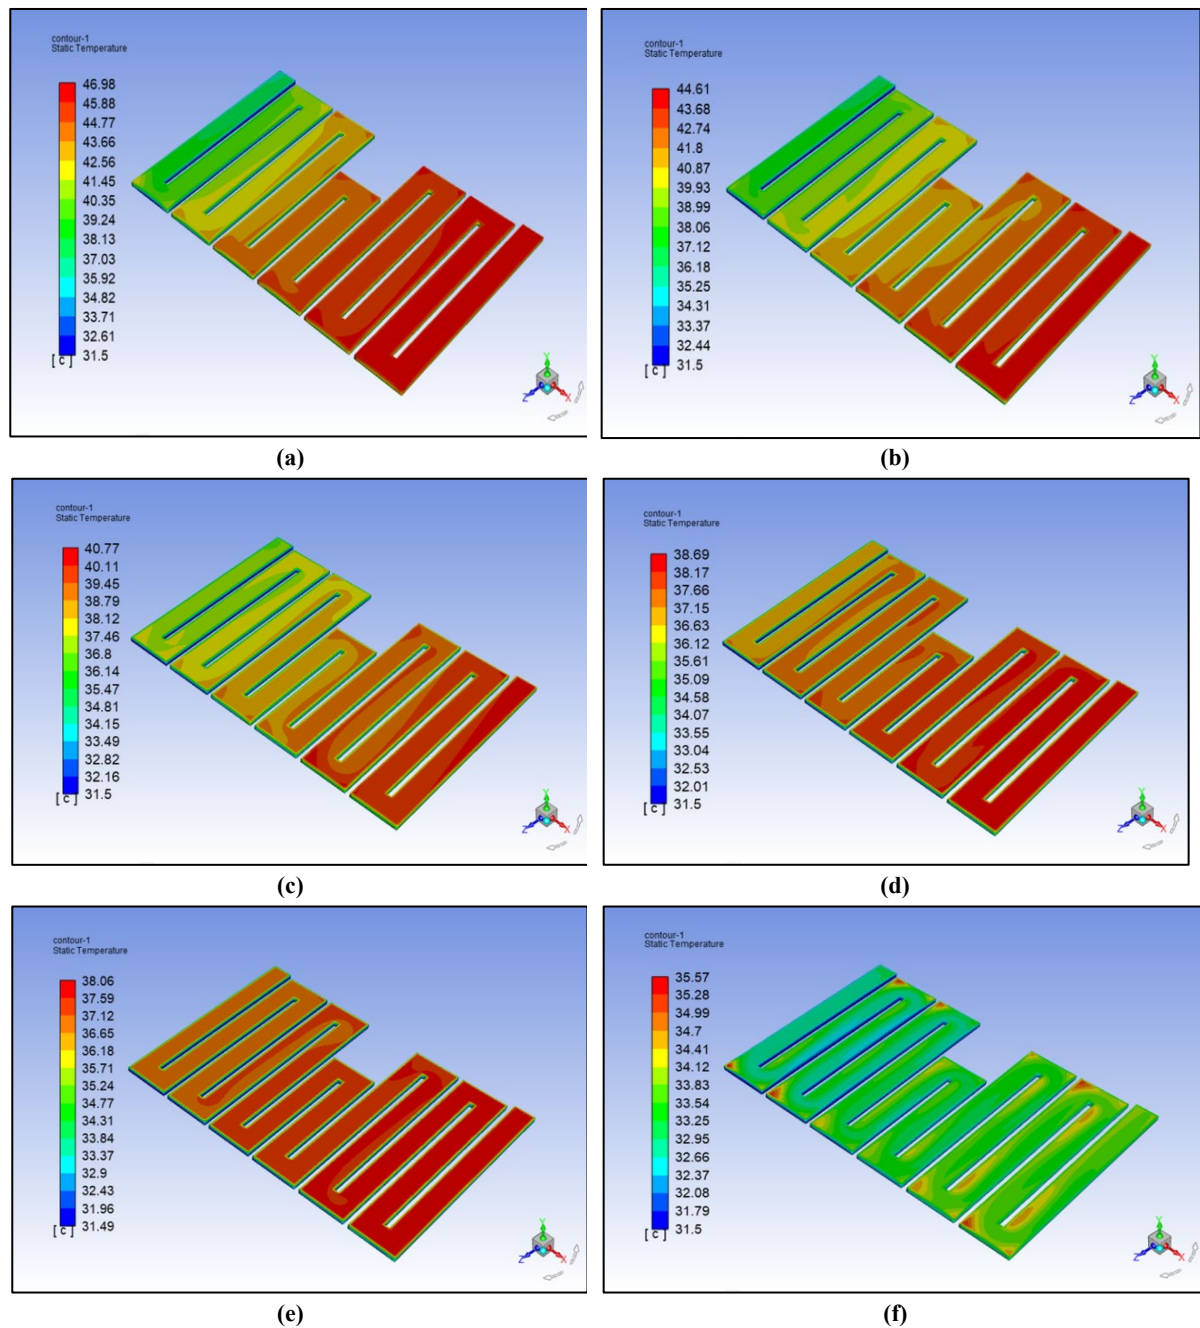 contour-1
Static Temperature
46.98
45.88
44.77
43.66
42.56
41.45
40.35
39.24
38.13
37.03
35.92
34.82
33.71
32.61
31.5
[ c ]
Y
Z
X
(a)
contour-1
Static Temperature
44.61
43.68
42.74
41.8
40.87
39.93
38.99
38.06
37.12
36.18
35.25
34.31
33.37
32.44
31.5
[ c ]
Y
Z
X
(b)
contour-1
Static Temperature
40.77
40.11
39.45
38.79
38.12
37.46
36.8
36.14
35.47
34.81
34.15
33.49
32.82
32.16
31.5
[ c ]
Y
Z
X
(c)
contour-1
Static Temperature
38.69
38.17
37.66
37.15
36.63
36.12
35.61
35.09
34.58
34.07
33.55
33.04
32.53
32.01
31.5
[ c ]
Y
Z
X
(d)
contour-1
Static Temperature
38.06
37.59
37.12
36.65
36.18
35.71
35.24
34.77
34.31
33.84
33.37
32.9
32.43
31.96
31.49
[ c ]
Y
Z
X
(e)
contour-1
Static Temperature
35.57
35.28
34.99
34.7
34.41
34.12
33.83
33.54
33.25
32.95
32.66
32.37
32.08
31.79
31.5
[ c ]
Y
Z
X
(f)